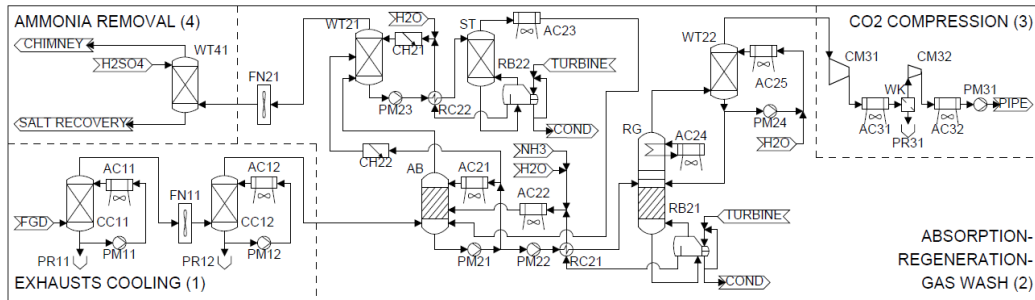 AMMONIA REMOVAL (4)
CHIMNEY
WT41
H2SO4
FN21
SALT RECOVERY
WT21
H2O
CH21
ST
AC23
RB22
TURBINE
PM23
RC22
COND
WT22
AC25
PM24
H2O
CO2 COMPRESSION (3)
CM31
CM32
WK
PM31
PIPE
AC31
AC32
PR31
CH22
AB
AC21
NH3
H2O
AC22
RG
AC24
RB21
TURBINE
PM21
PM22
RC21
COND
AC11
FN11
AC12
FGD
CC11
CC12
PM11
PM12
PR11
PR12
EXHAUSTS COOLING (1)
ABSORPTION-
REGENERATION-
GAS WASH (2)